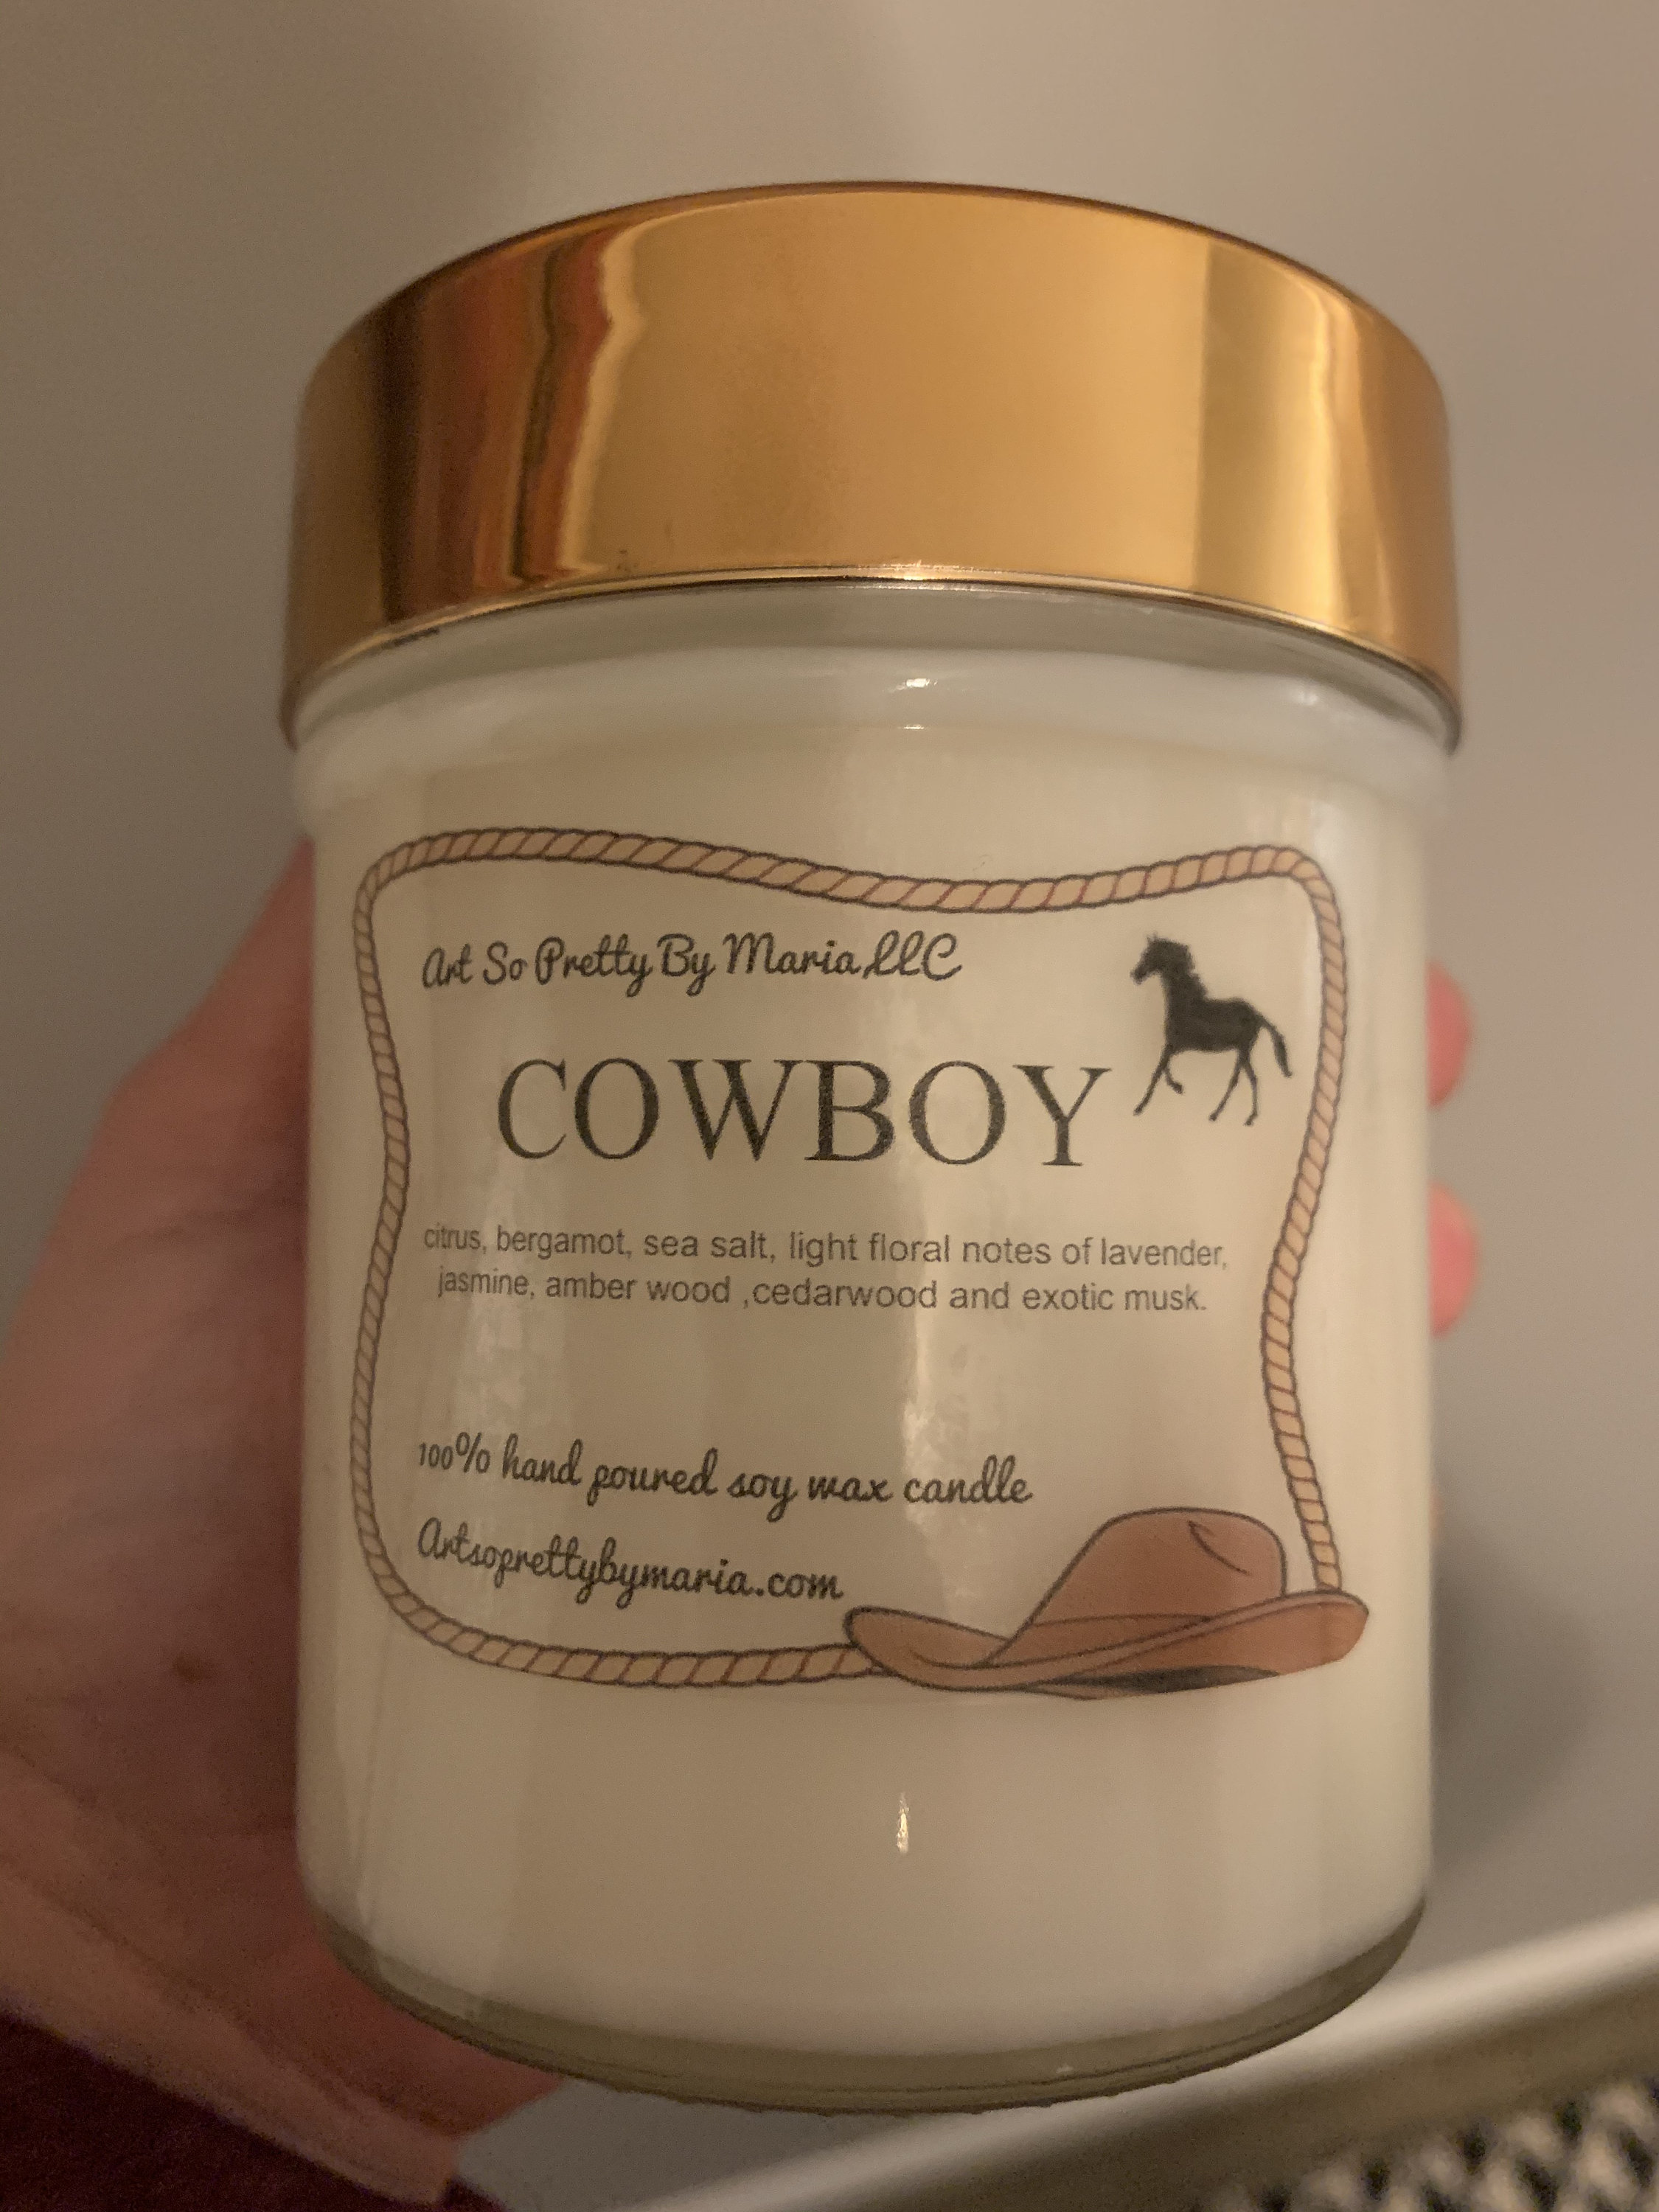 Art So Pretty By Maria,LLC
COWBOY
citrus, bergamot, sea salt, light floral notes of lavender,
jasmine, amber wood ,cedarwood and exotic musk.
100% hand poured soy wax candle
Artsoprettybymaria.com